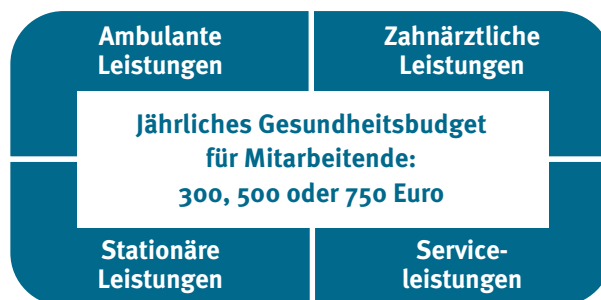 Ambulante
Leistungen
Zahnärztliche
Leistungen
Jährliches Gesundheitsbudget
für Mitarbeitende:
300, 500 oder 750 Euro
Stationäre
Leistungen
Service-
leistungen